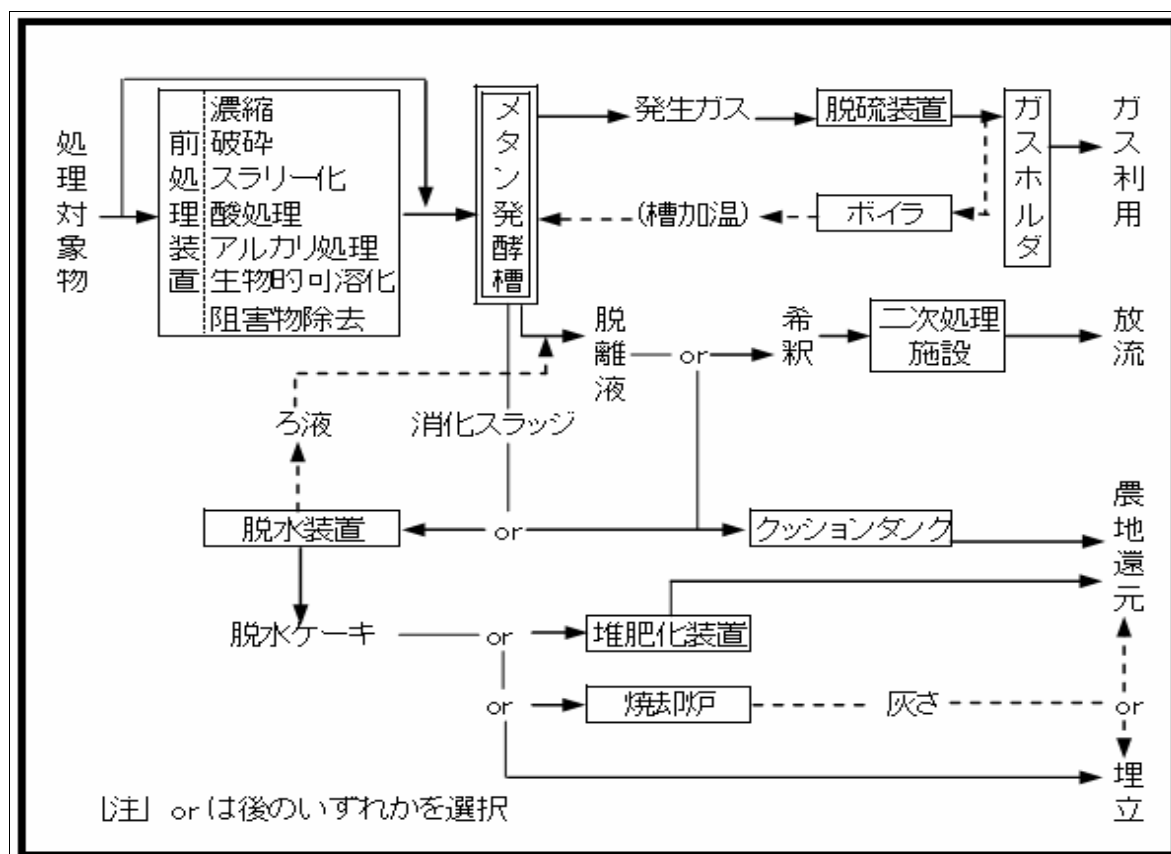 処理対象物
前処理装置
濃縮
破砕
スラリー化
酸処理
アルカリ処理
生物的可溶化
阻害物除去
メタン発酵槽
発生ガス
脱硫装置
ガスホルダ
ガス利用
(槽加温)
ボイラ
脱離液
or
希釈
二次処理
施設
放流
ろ液
消化スラッジ
脱水装置
or
クッションタンク
農地還元
脱水ケーキ
or
堆肥化装置
or
焼却炉
灰さ
or
埋立
[注] orは後のいずれかを選択